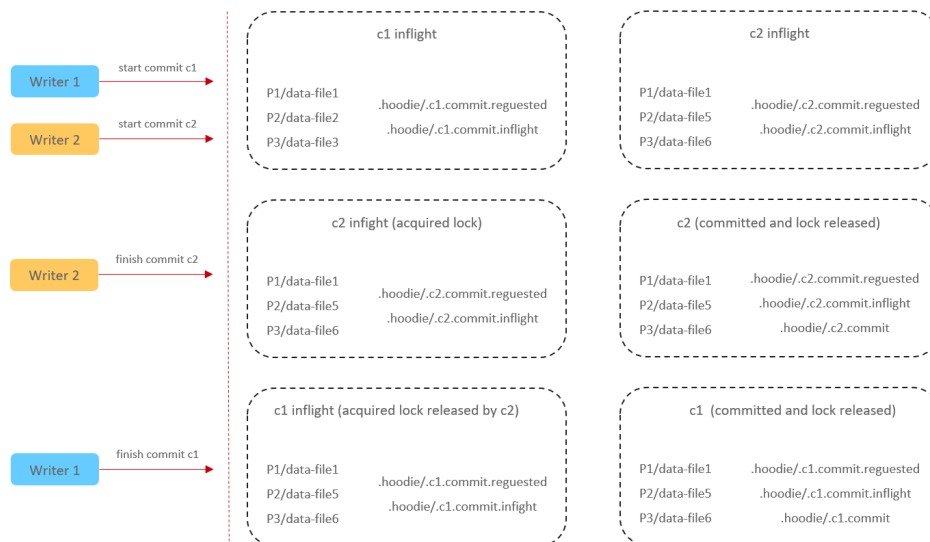 c1 inflight
c2 inflight
Writer 1
start commit c1
P1/data-file1
P2/data-file2
P3/data-file3
.hoodie/.c1.commit.reguested
.hoodie/.c1.commit.inflight
P1/data-file1
P2/data-file5
P3/data-file6
.hoodie/.c2.commit.reguested
.hoodie/.c2.commit.inflight
Writer 2
start commit c2
c2 infight (acquired lock)
c2 (committed and lock released)
Writer 2
finish commit c2
P1/data-file1
P2/data-file5
P3/data-file6
.hoodie/.c2.commit.reguested
.hoodie/.c2.commit.inflight
P1/data-file1
P2/data-file5
P3/data-file6
.hoodie/.c2.commit.reguested
.hoodie/.c2.commit.inflight
.hoodie/.c2.commit
c1 inflight (acquired lock released by c2)
c1 (committed and lock released)
Writer 1
finish commit c1
P1/data-file1
P2/data-file5
P3/data-file6
.hoodie/.c1.commit.reguested
.hoodie/.c1.commit.infight
P1/data-file1
P2/data-file5
P3/data-file6
.hoodie/.c1.commit.reguested
.hoodie/.c1.commit.inflight
.hoodie/.c1.commit